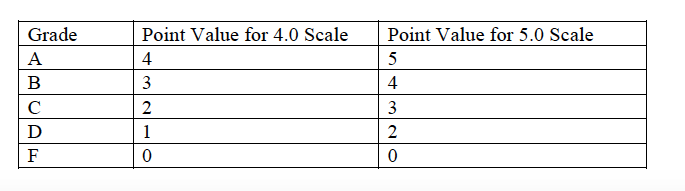 Grade Point Value for 4.0 Scale Point Value for 5.0 Scale
A 4 5
B 3 4
C 2 3
D 1 2
F 0 0